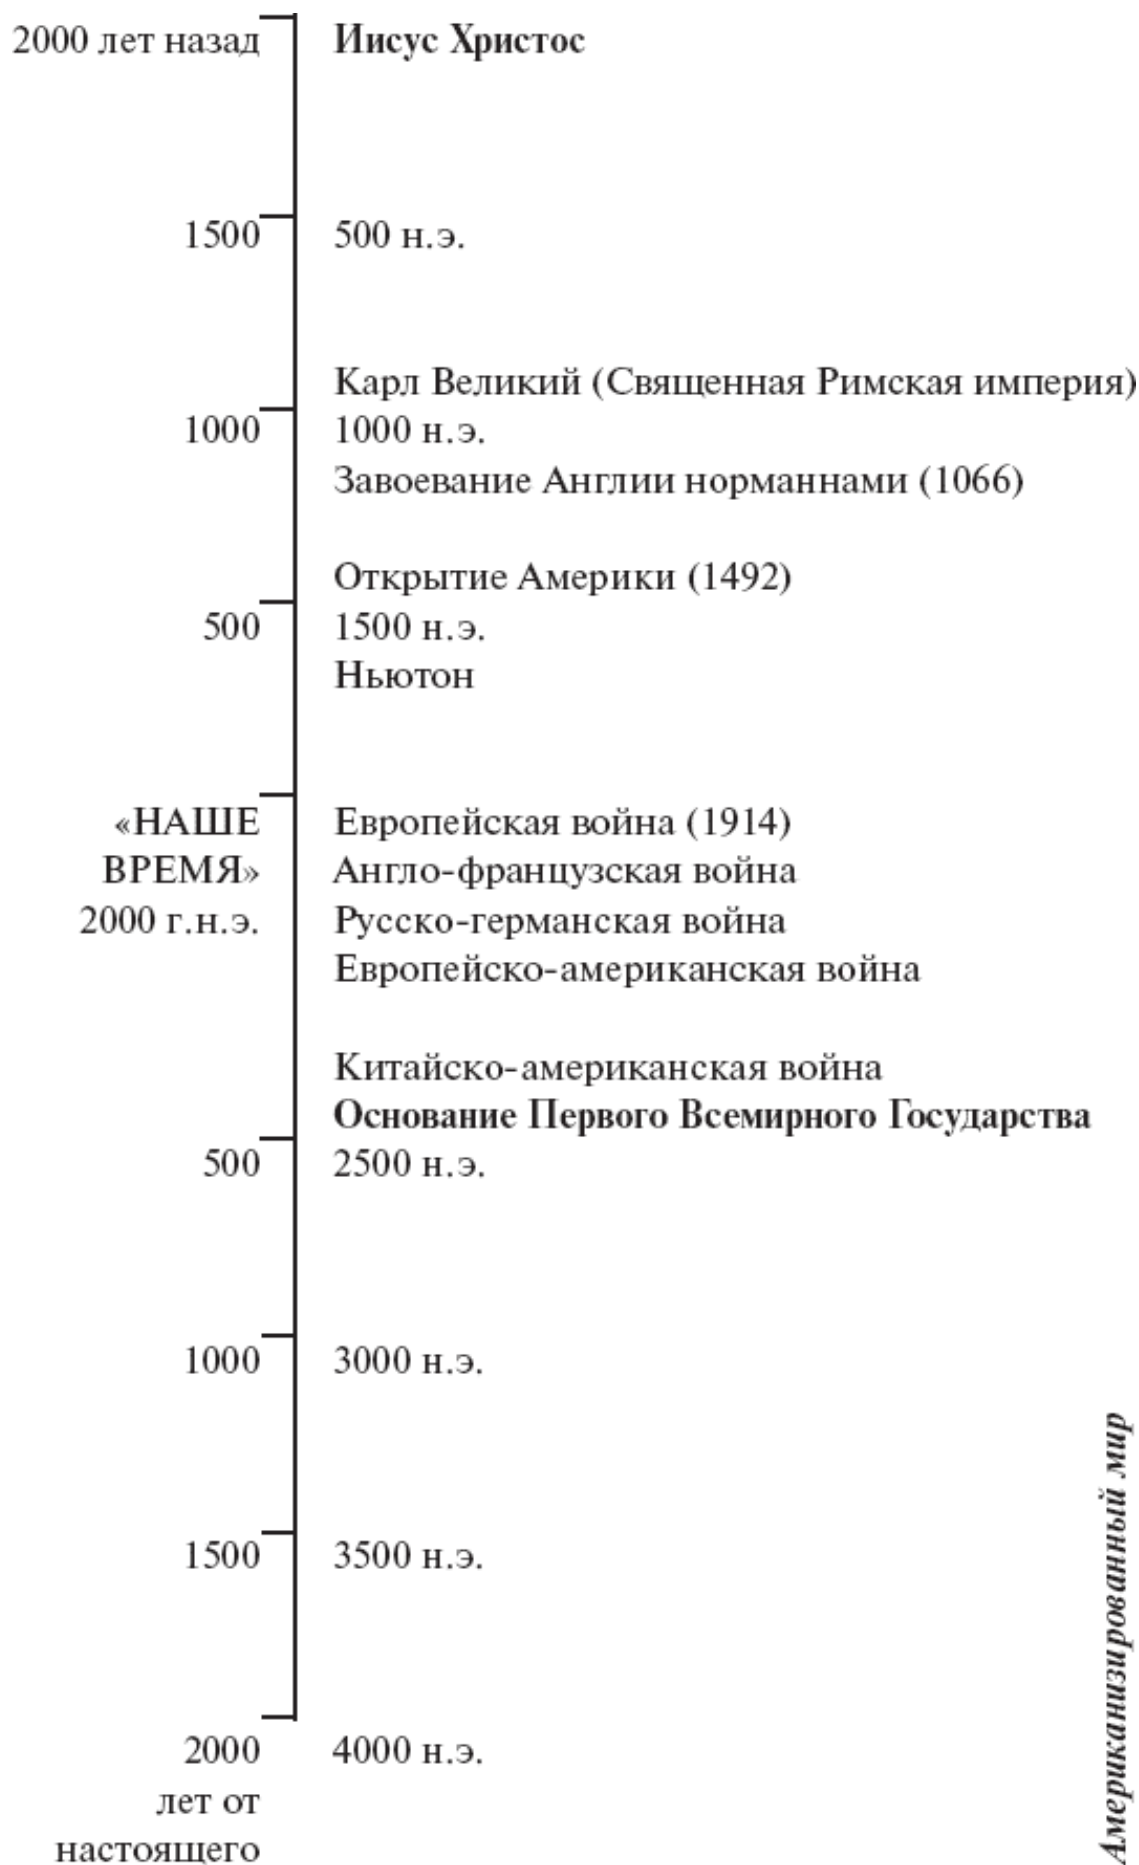 2000 лет назад Иисус Христос
1500 500 н.э.
Карл Великий (Священная Римская империя)
1000 1000 н.э.
Завоевание Англии норманнами (1066)
Открытие Америки (1492)
500 1500 н.э.
Ньютон
«НАШЕ Европейская война (1914)
ВРЕМЯ» Англо-французская война
2000 г.н.э. Русско-германская война
Европейско-американская война
Китайско-американская война
Основание Первого Всемирного Государства
500 2500 н.э.
1000 3000 н.э.
1500 3500 н.э.
2000 4000 н.э.
лет от
настоящего
Американизированный мир